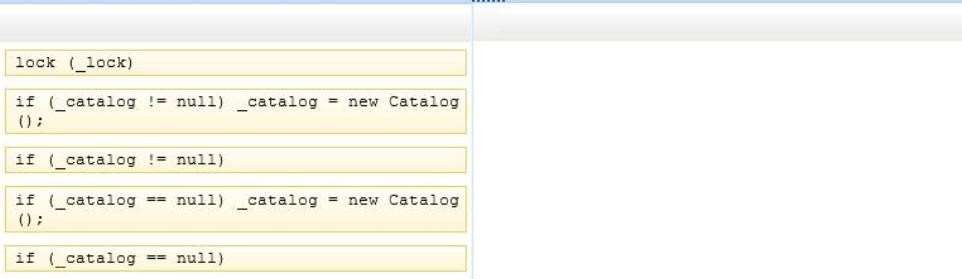 lock (_lock)
if (_catalog != null) _catalog = new Catalog
();
if (_catalog != null)
if (_catalog == null) _catalog = new Catalog
();
if (_catalog == null)